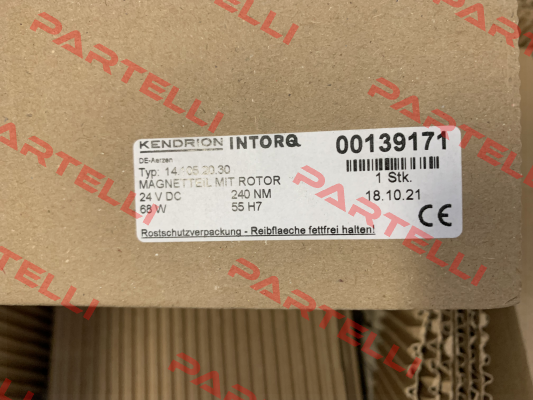 PARTELLI
KENDRION INTORQ 00139171
DE-Aerzen
Typ: 14.105.20.30
MAGNETTEIL MIT ROTOR 1 Stk.
24 V DC 240 NM 18.10.21
68 W 55 H7 CE
Rostschutzverpackung - Reibflaeche fettfrei halten!
PARTELLI
PARTELLI
PARTELLI
PARTELLI